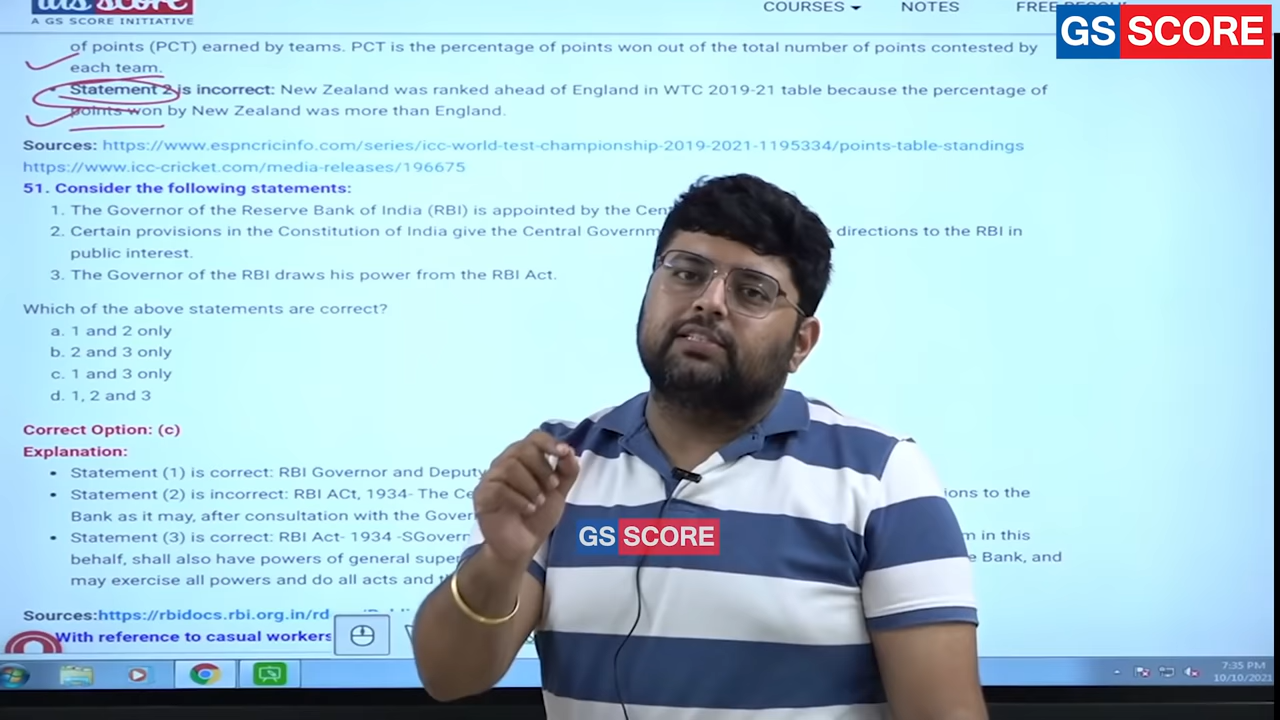 A GS SCORE INITIATIVE
COURSES
NOTES
FREE
GS SCORE
of points (PCT) earned by teams. PCT is the percentage of points won out of the total number of points contested by
each team.
Statement 2 is incorrect: New Zealand was ranked ahead of England in WTC 2019-21 table because the percentage of
points won by New Zealand was more than England.
Sources: https://www.espncricinfo.com/series/icc-world-test-championship-2019-2021-1195334/points-table-standings
https://www.icc-cricket.com/media-releases/196675
51. Consider the following statements:
1. The Governor of the Reserve Bank of India (RBI) is appointed by the
2. Certain provisions in the Constitution of India give the Central directions to the RBI in
public interest.
3. The Governor of the RBI draws his power from the RBI Act.
Which of the above statements are correct?
a. 1 and 2 only
b. 2 and 3 only
c. 1 and 3 only
d. 1, 2 and 3
Correct Option: (c)
Explanation:
Statement (1) is correct: RBI Governor and Deputy
Statement (2) is incorrect: RBI ACt, 1934- The to the
Bank as it may, after consultation with the
Statement (3) is correct: RBI Act- 1934 in this
behalf, shall also have powers of general Bank, and
may exercise all powers and do all acts and
GS SCORE
Sources:https://rbidocs.rbi.org.in/rd
With reference to casual workers
7:35 PM
10/10/2021